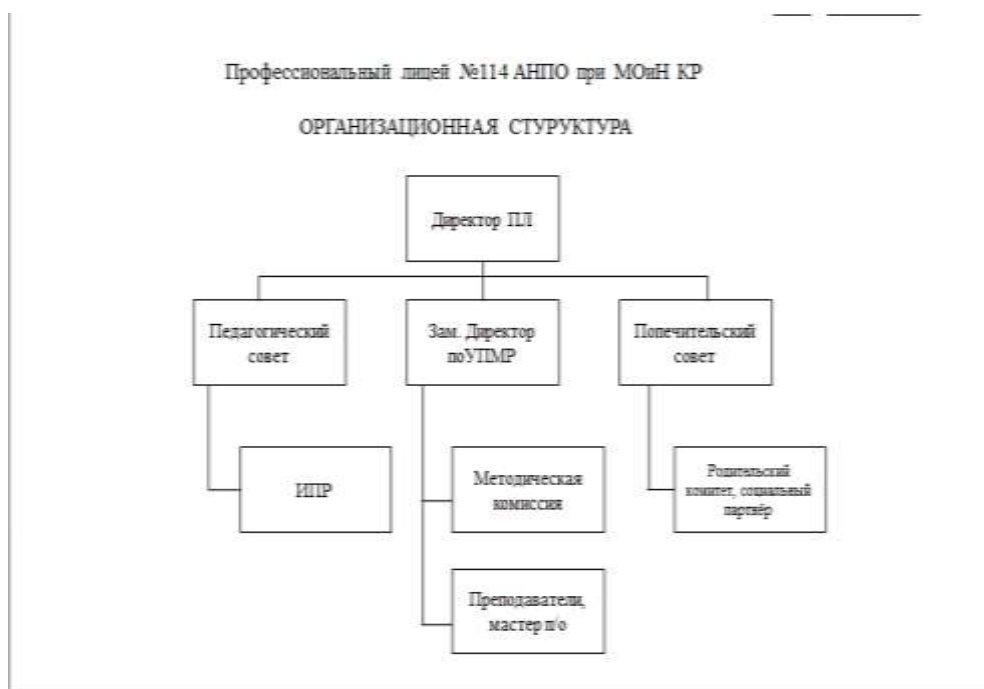 Профессиональный лицей №114 АНПО при МОиН КР
ОРГАНИЗАЦИОННАЯ СТУРУКТУРА
Директор ПЛ
Педагогический
совет
Зам. Директор
поУПМР
Попечительский
совет
ИПР
Методическая
комиссия
Родительский
комитет, социальный
партнёр
Преподаватели,
мастер п/о